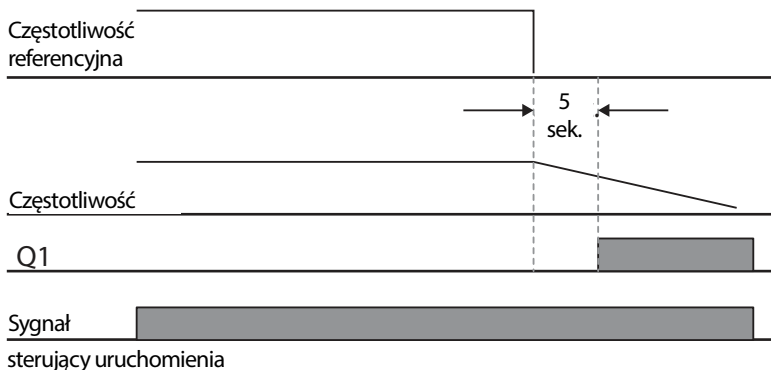 Częstotliwość
referencyjna
5
sek.
Częstotliwość
Q1
Sygnał
sterujący uruchomienia